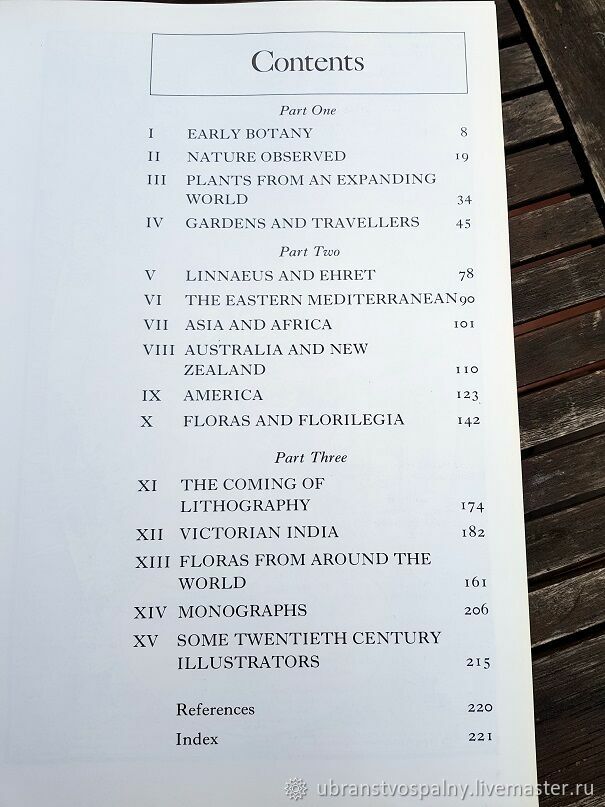 Contents
Part One
I EARLY BOTANY 8
II NATURE OBSERVED 19
III PLANTS FROM AN EXPANDING
WORLD 34
IV GARDENS AND TRAVELLERS 45
Part Two
V LINNAEUS AND EHRET 78
VI THE EASTERN MEDITERRANEAN 90
VII ASIA AND AFRICA 101
VIII AUSTRALIA AND NEW
ZEALAND 110
IX AMERICA 123
X FLORAS AND FLORILEGIA 142
Part Three
XI THE COMING OF
LITHOGRAPHY 174
XII VICTORIAN INDIA 182
XIII FLORAS FROM AROUND THE
WORLD 161
XIV MONOGRAPHS 206
XV SOME TWENTIETH CENTURY
ILLUSTRATORS 215
References 220
Index 221
ubranstvospalny.livemaster.ru